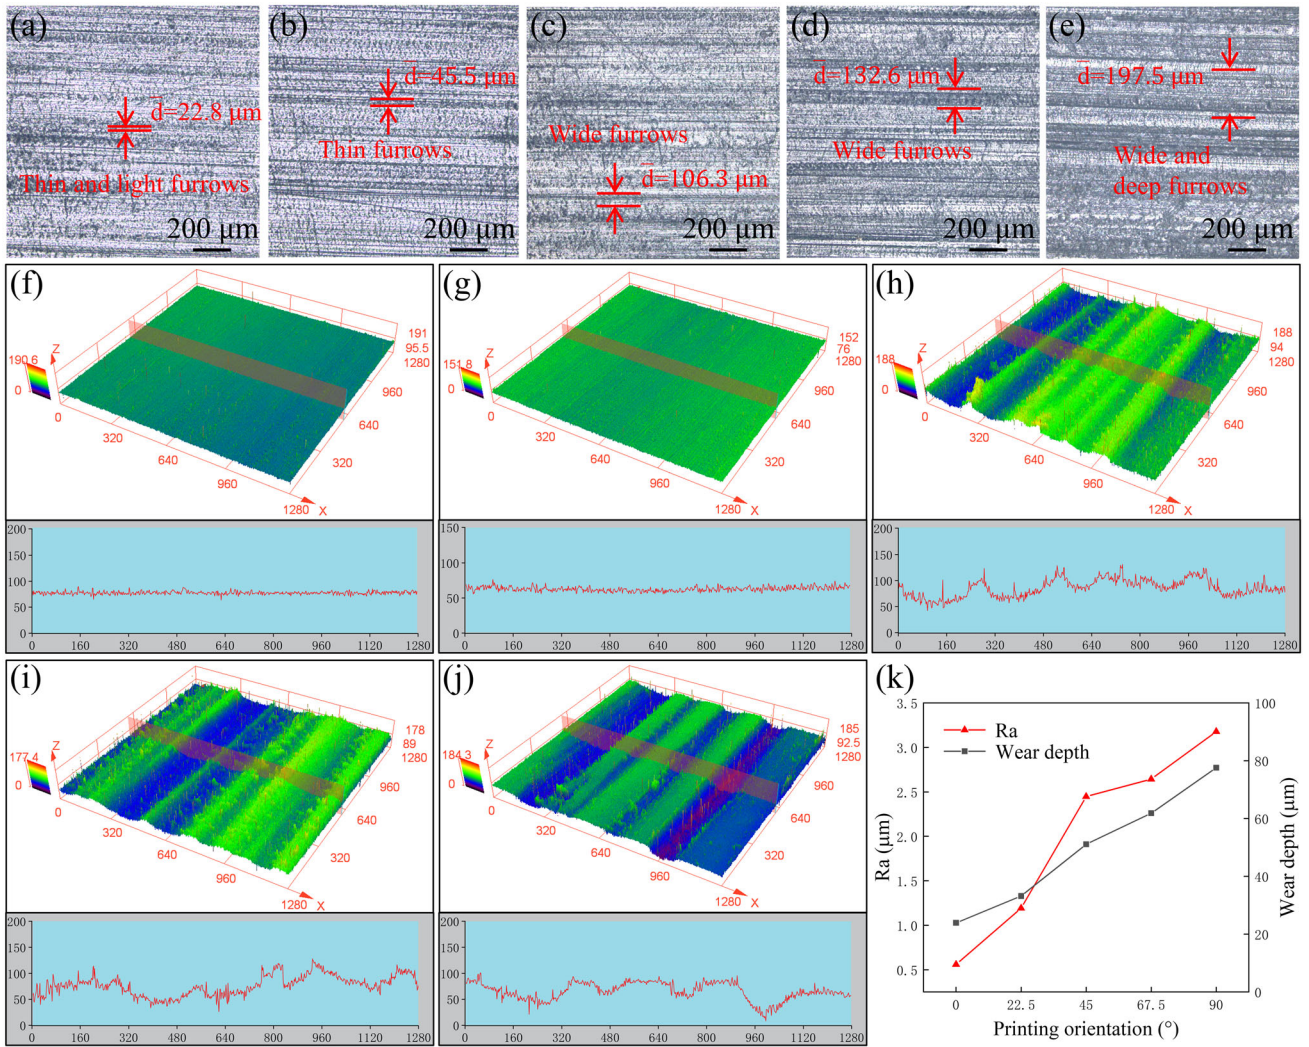 (a)
d=22.8 μm
Thin and light furrows
200 μm
(b)
d̄=45.5 μm
Thin furrows
200 μm
(c)
Wide furrows
d̄=106.3 μm
200 μm
(d)
d̄=132.6 μm
Wide furrows
200 μm
(e)
d̄=197.5 μm
Wide and
deep furrows
200 μm
(f)
190.6
0
Z
191
95.5
1280
960
640
320
0
320
640
960
1280
X
200
150
100
50
0
0 160 320 480 640 800 960 1120 1280
(g)
151.8
0
Z
152
76
1280
960
640
320
0
320
640
960
1280
X
150
100
50
0
0 160 320 480 640 800 960 1120 1280
(h)
188
0
Z
188
94
1280
960
640
320
0
320
640
960
1280
X
200
150
100
50
0
0 160 320 480 640 800 960 1120 1280
(i)
177.4
0
Z
178
89
1280
960
640
320
0
320
640
960
1280
X
200
150
100
50
0
0 160 320 480 640 800 960 1120 1280
(j)
184.3
0
Z
185
92.5
1280
960
640
320
0
320
640
960
1280
X
200
150
100
50
0
0 160 320 480 640 800 960 1120 1280
(k)
Ra
Wear depth
3.5
3.0
2.5
2.0
1.5
1.0
0.5
Ra (μm)
100
80
60
40
20
0
Wear depth (μm)
0 22.5 45 67.5 90
Printing orientation (°)